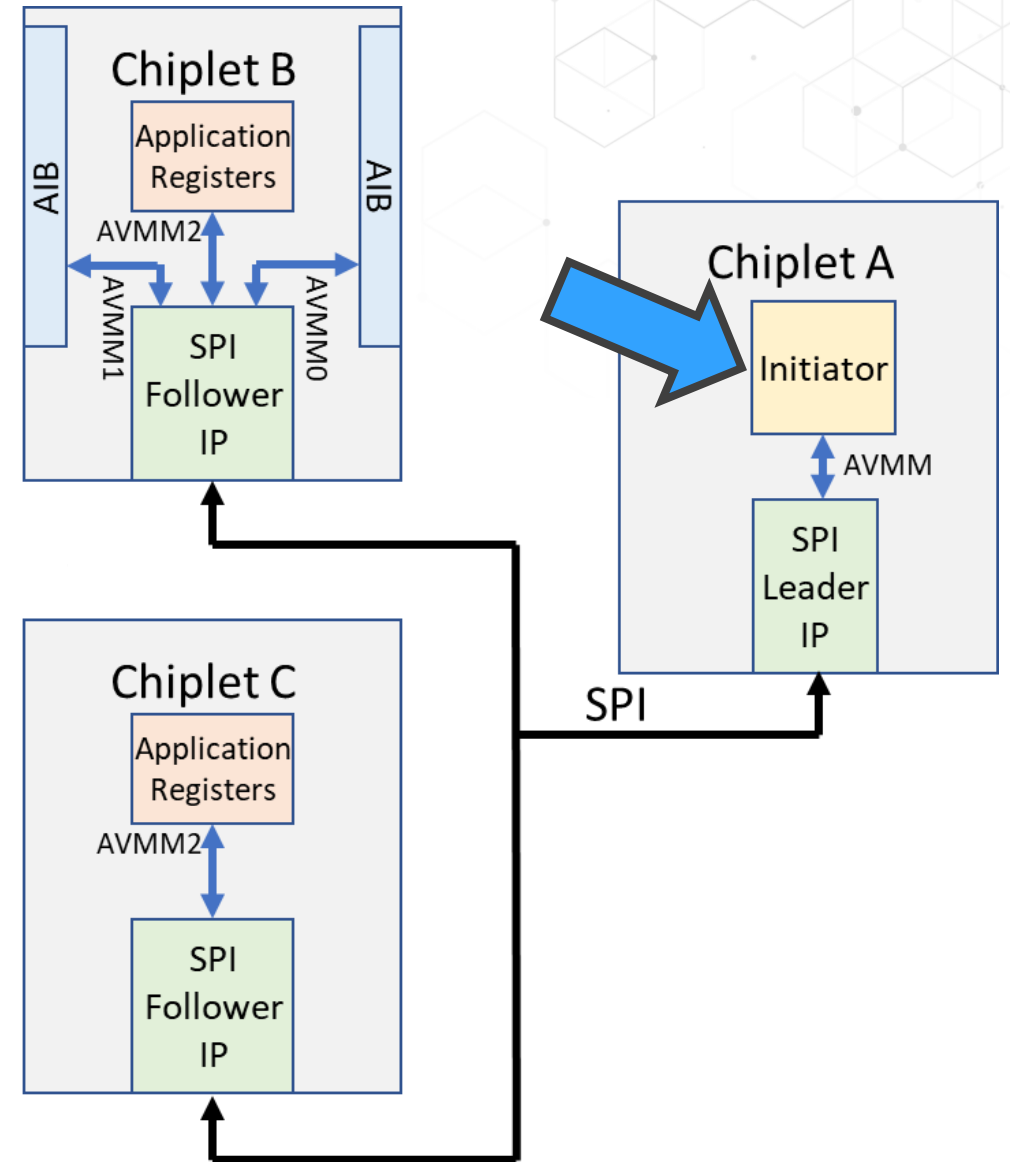 Chiplet B
Application
Registers
AIB
AIB
AVMM2
AVMM1
AVMM0
SPI
Follower
IP
Chiplet A
Initiator
AVMM
SPI
Leader
IP
SPI
Chiplet C
Application
Registers
AVMM2
SPI
Follower
IP